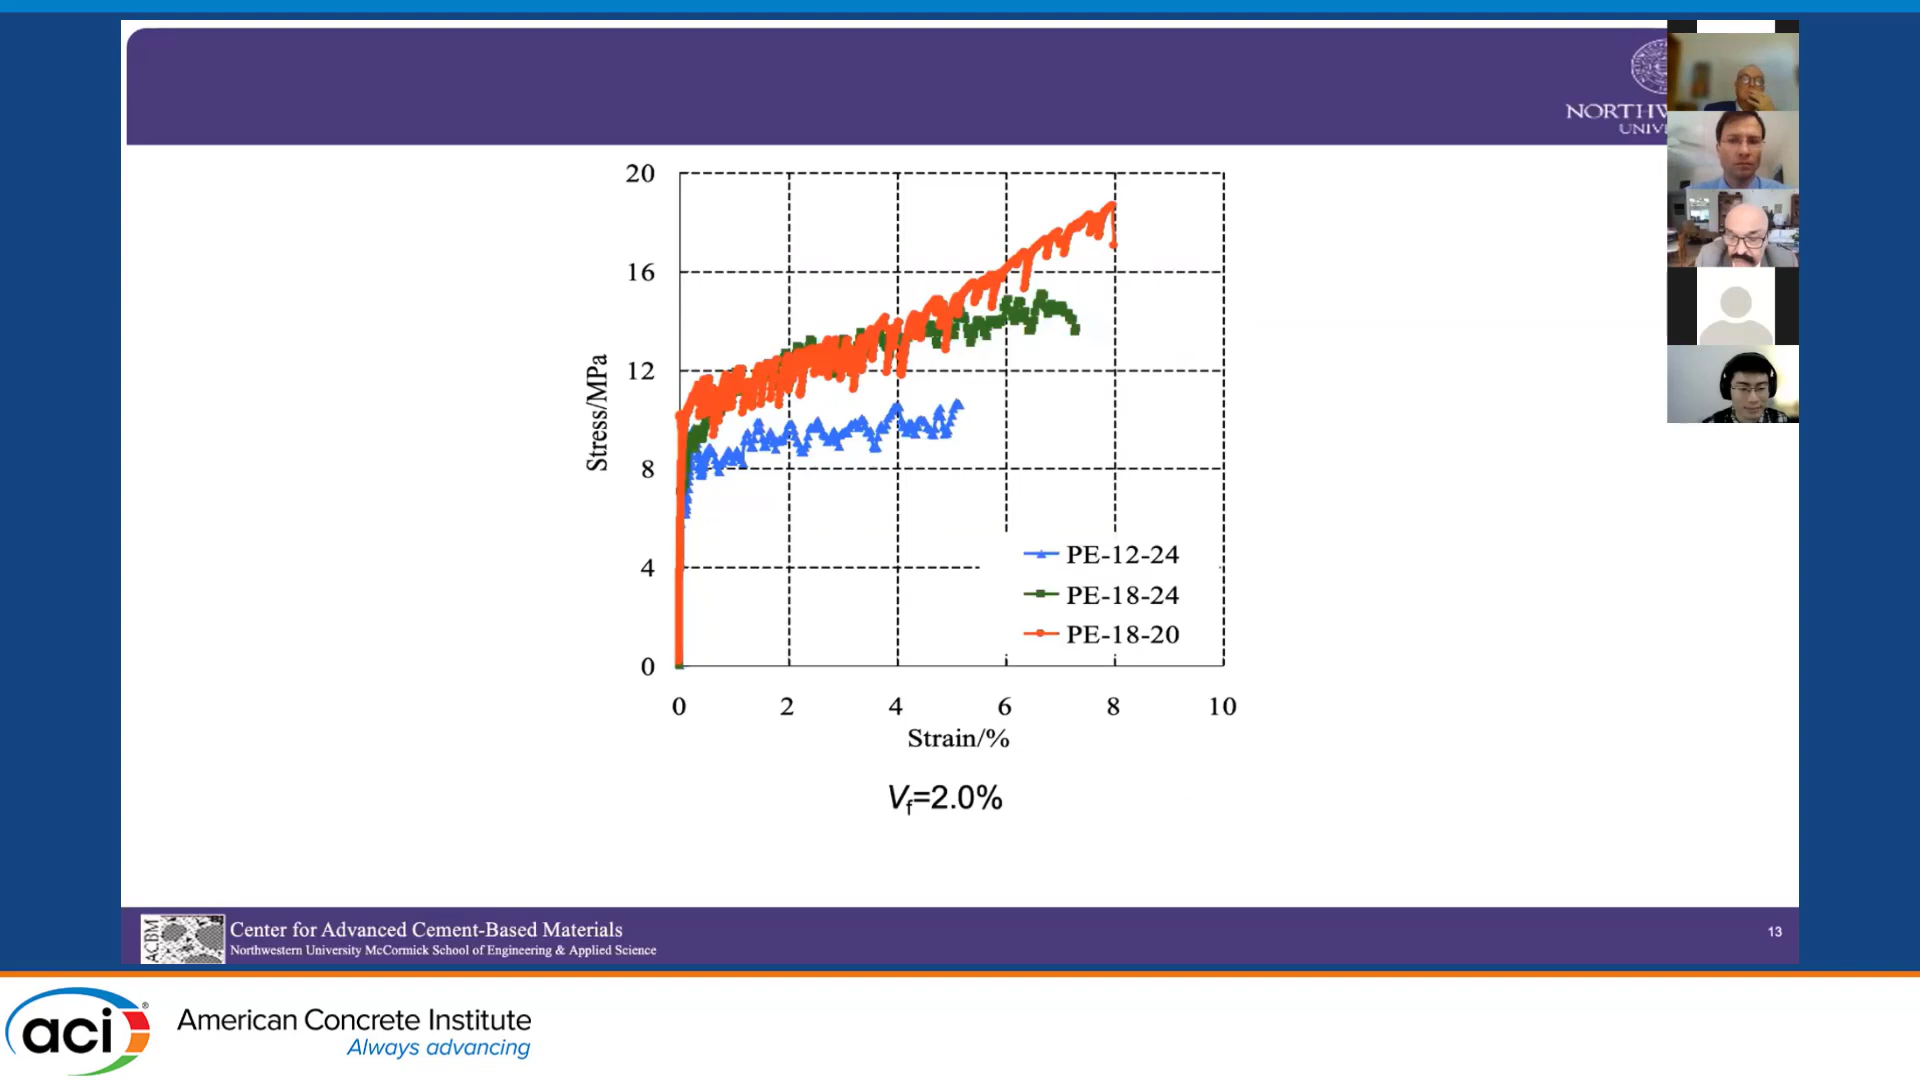 NORTHW
UNIV
20
16
12
8
4
0
Stress/MPa
PE-12-24
PE-18-24
PE-18-20
0 2 4 6 8 10
Strain/%
Vf=2.0%
ACBM
Center for Advanced Cement-Based Materials
Northwestern University McCormick School of Engineering & Applied Science
13
aci®
American Concrete Institute
Always advancing